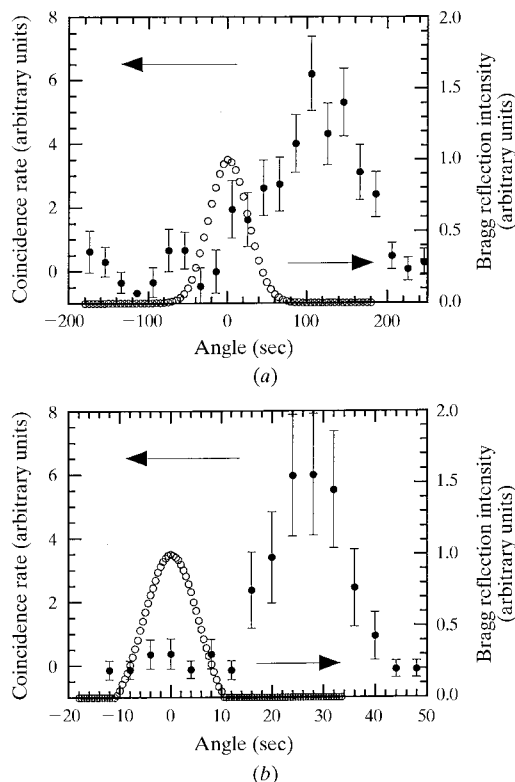 (a)
8
6
4
2
0
2.0
1.5
1.0
0.5
0.0
Coincidence rate (arbitrary units)
Bragg reflection intensity
(arbitrary units)
−200 −100 0 100 200
Angle (sec)
(a)
8
6
4
2
0
2.0
1.5
1.0
0.5
0.0
Coincidence rate (arbitrary units)
Bragg reflection intensity
(arbitrary units)
−20 −10 0 10 20 30 40 50
Angle (sec)
(b)